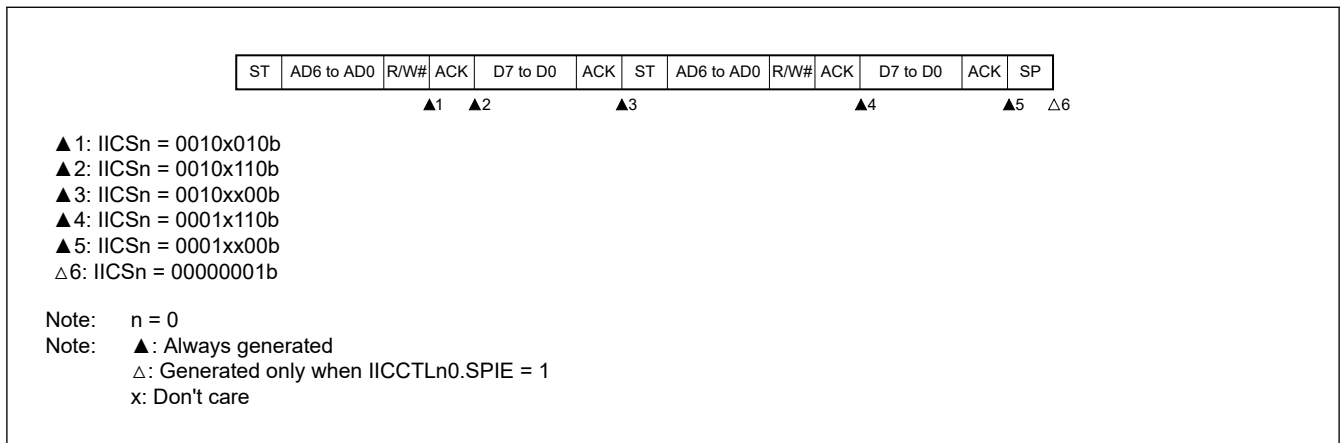 ST AD6 to AD0 R/W# ACK D7 to D0 ACK ST AD6 to AD0 R/W# ACK D7 to D0 ACK SP
▲1 ▲2 ▲3 ▲4 ▲5 △6
▲1: IICSn = 0010x010b
▲2: IICSn = 0010x110b
▲3: IICSn = 0010xx00b
▲4: IICSn = 0001x110b
▲5: IICSn = 0001xx00b
△6: IICSn = 00000001b
Note: n = 0
Note: ▲: Always generated
△: Generated only when IICCTLn0.SPIE = 1
x: Don't care